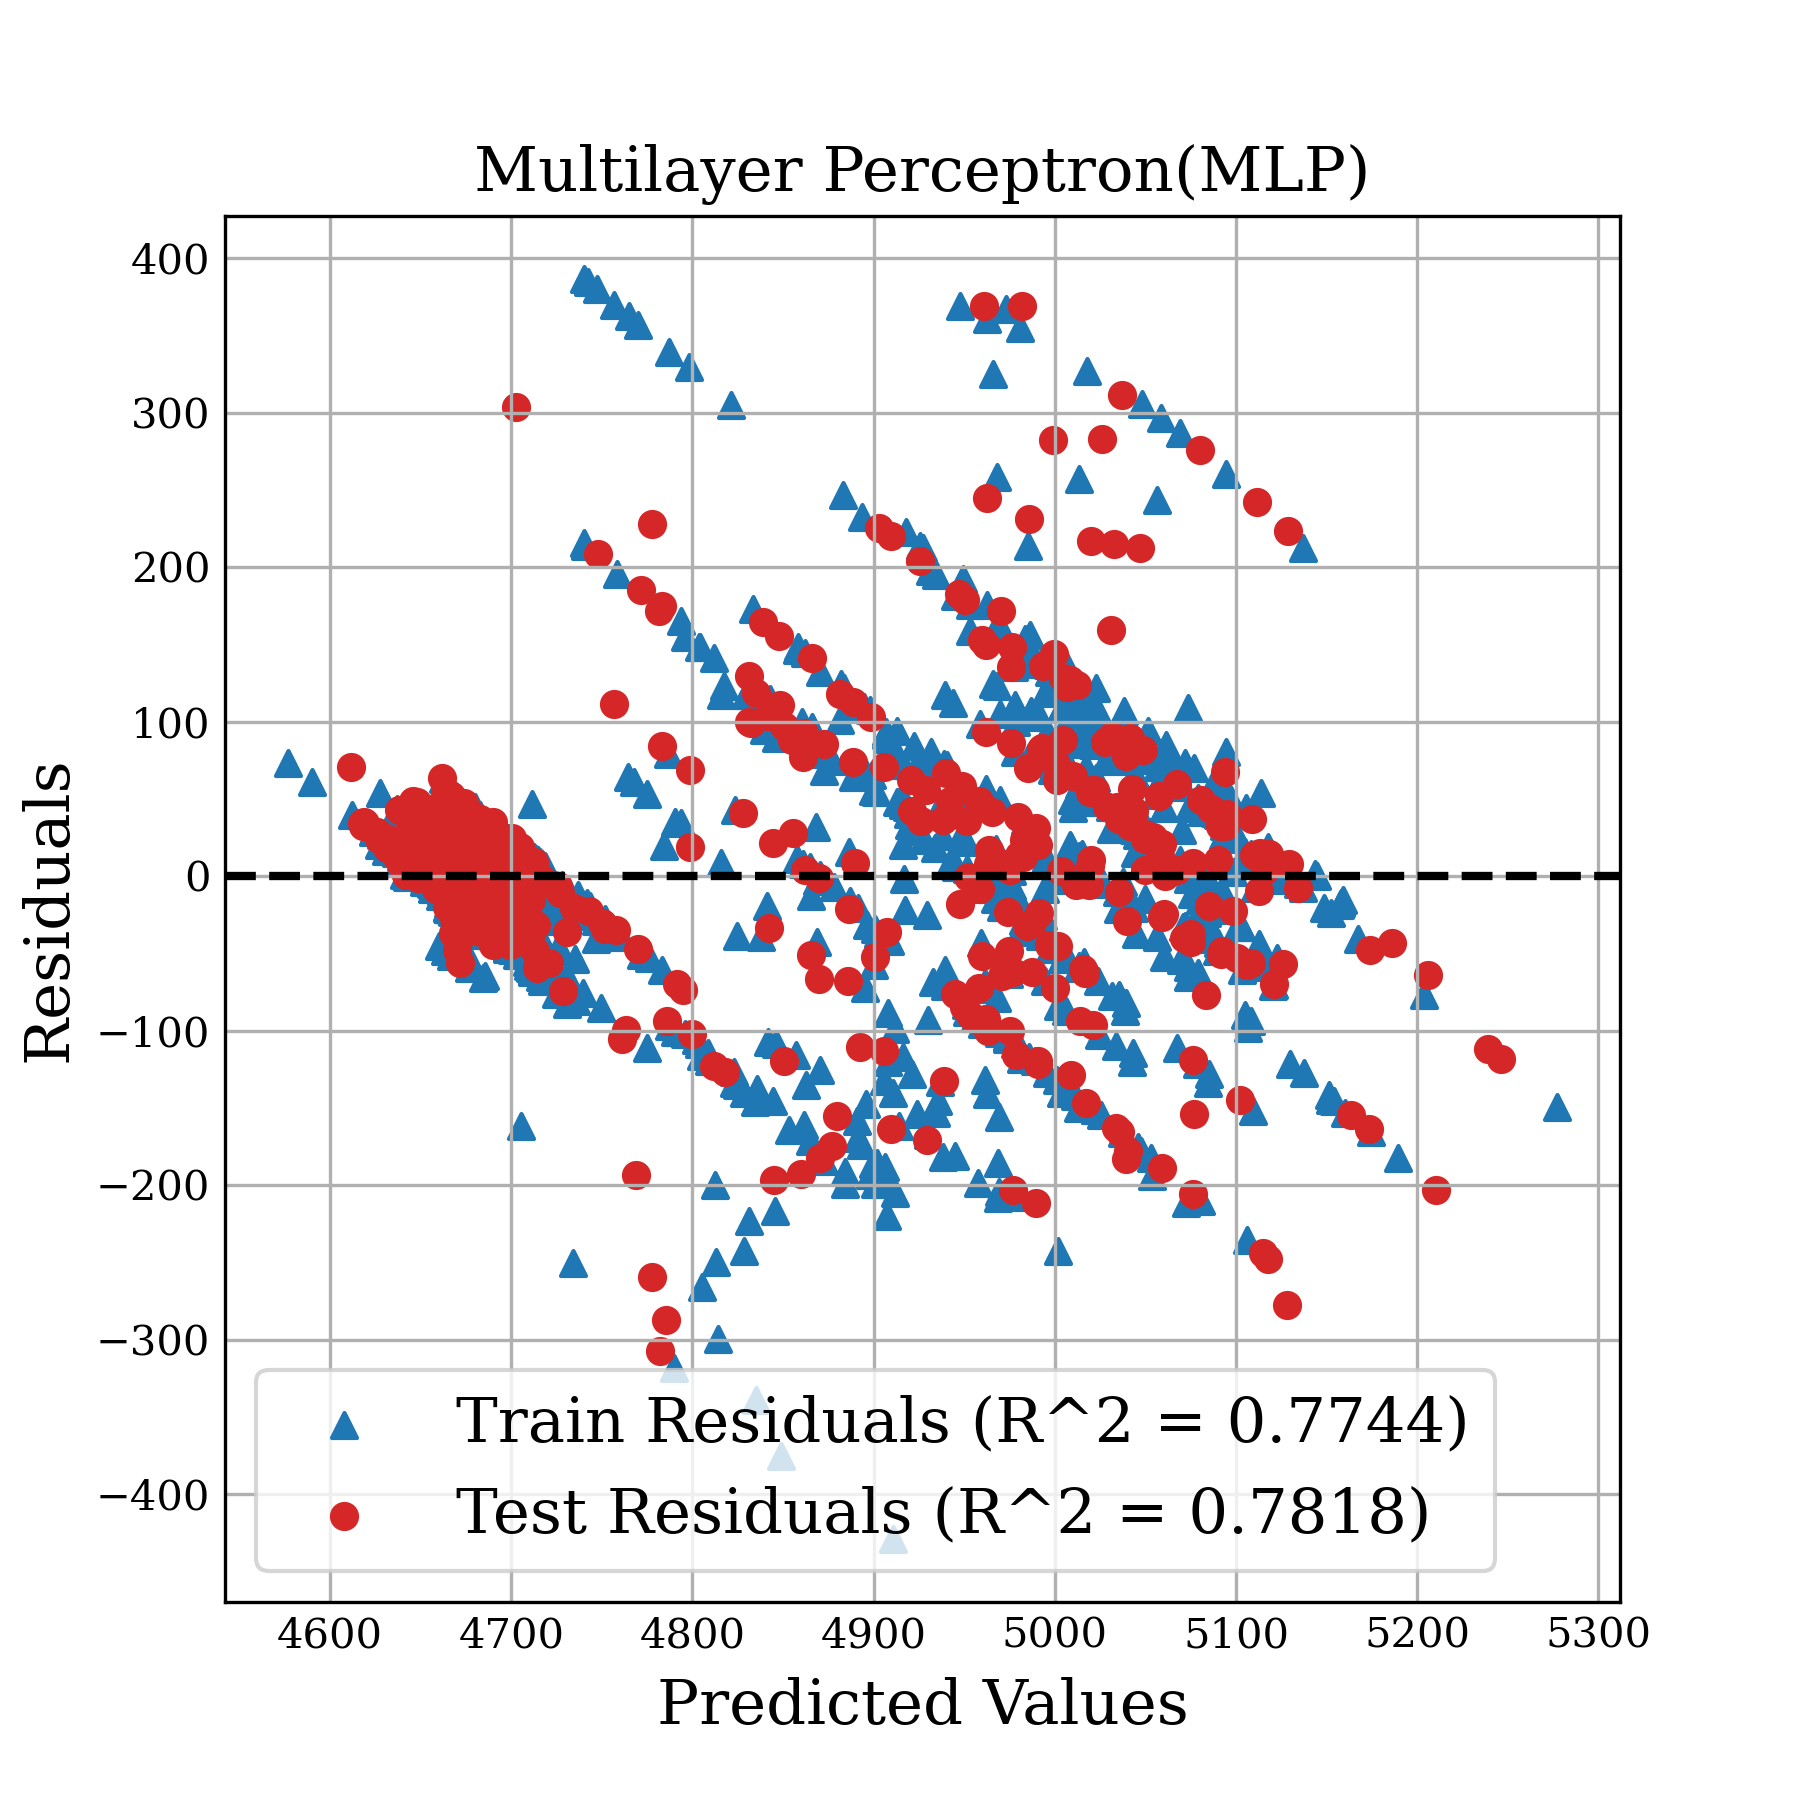 Multilayer Perceptron(MLP)
400
300
200
100
0
−100
−200
−300
−400
Residuals
Train Residuals (R^2 = 0.7744)
Test Residuals (R^2 = 0.7818)
4600 4700 4800 4900 5000 5100 5200 5300
Predicted Values